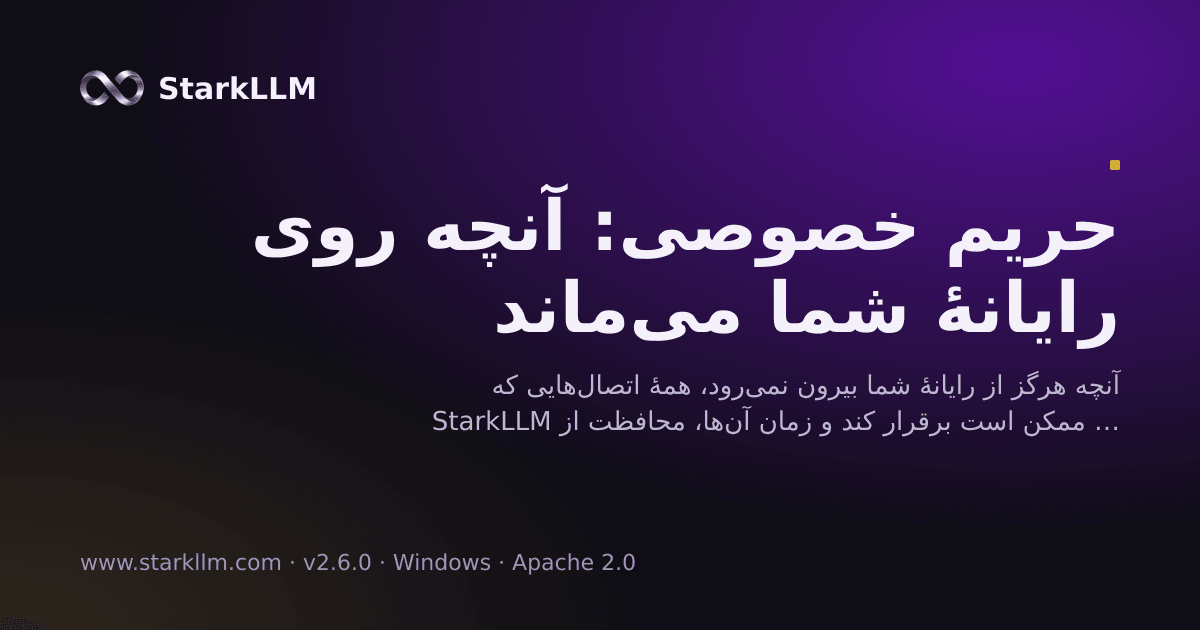 StarkLLM
حریم خصوصی: آنچه روی
رایانهٔ شما می‌ماند
آنچه هرگز از رایانهٔ شما بیرون نمی‌رود، همهٔ اتصال‌هایی که
StarkLLM ممکن است برقرار کند و زمان آن‌ها، محافظت از …
www.starkllm.com · v2.6.0 · Windows · Apache 2.0